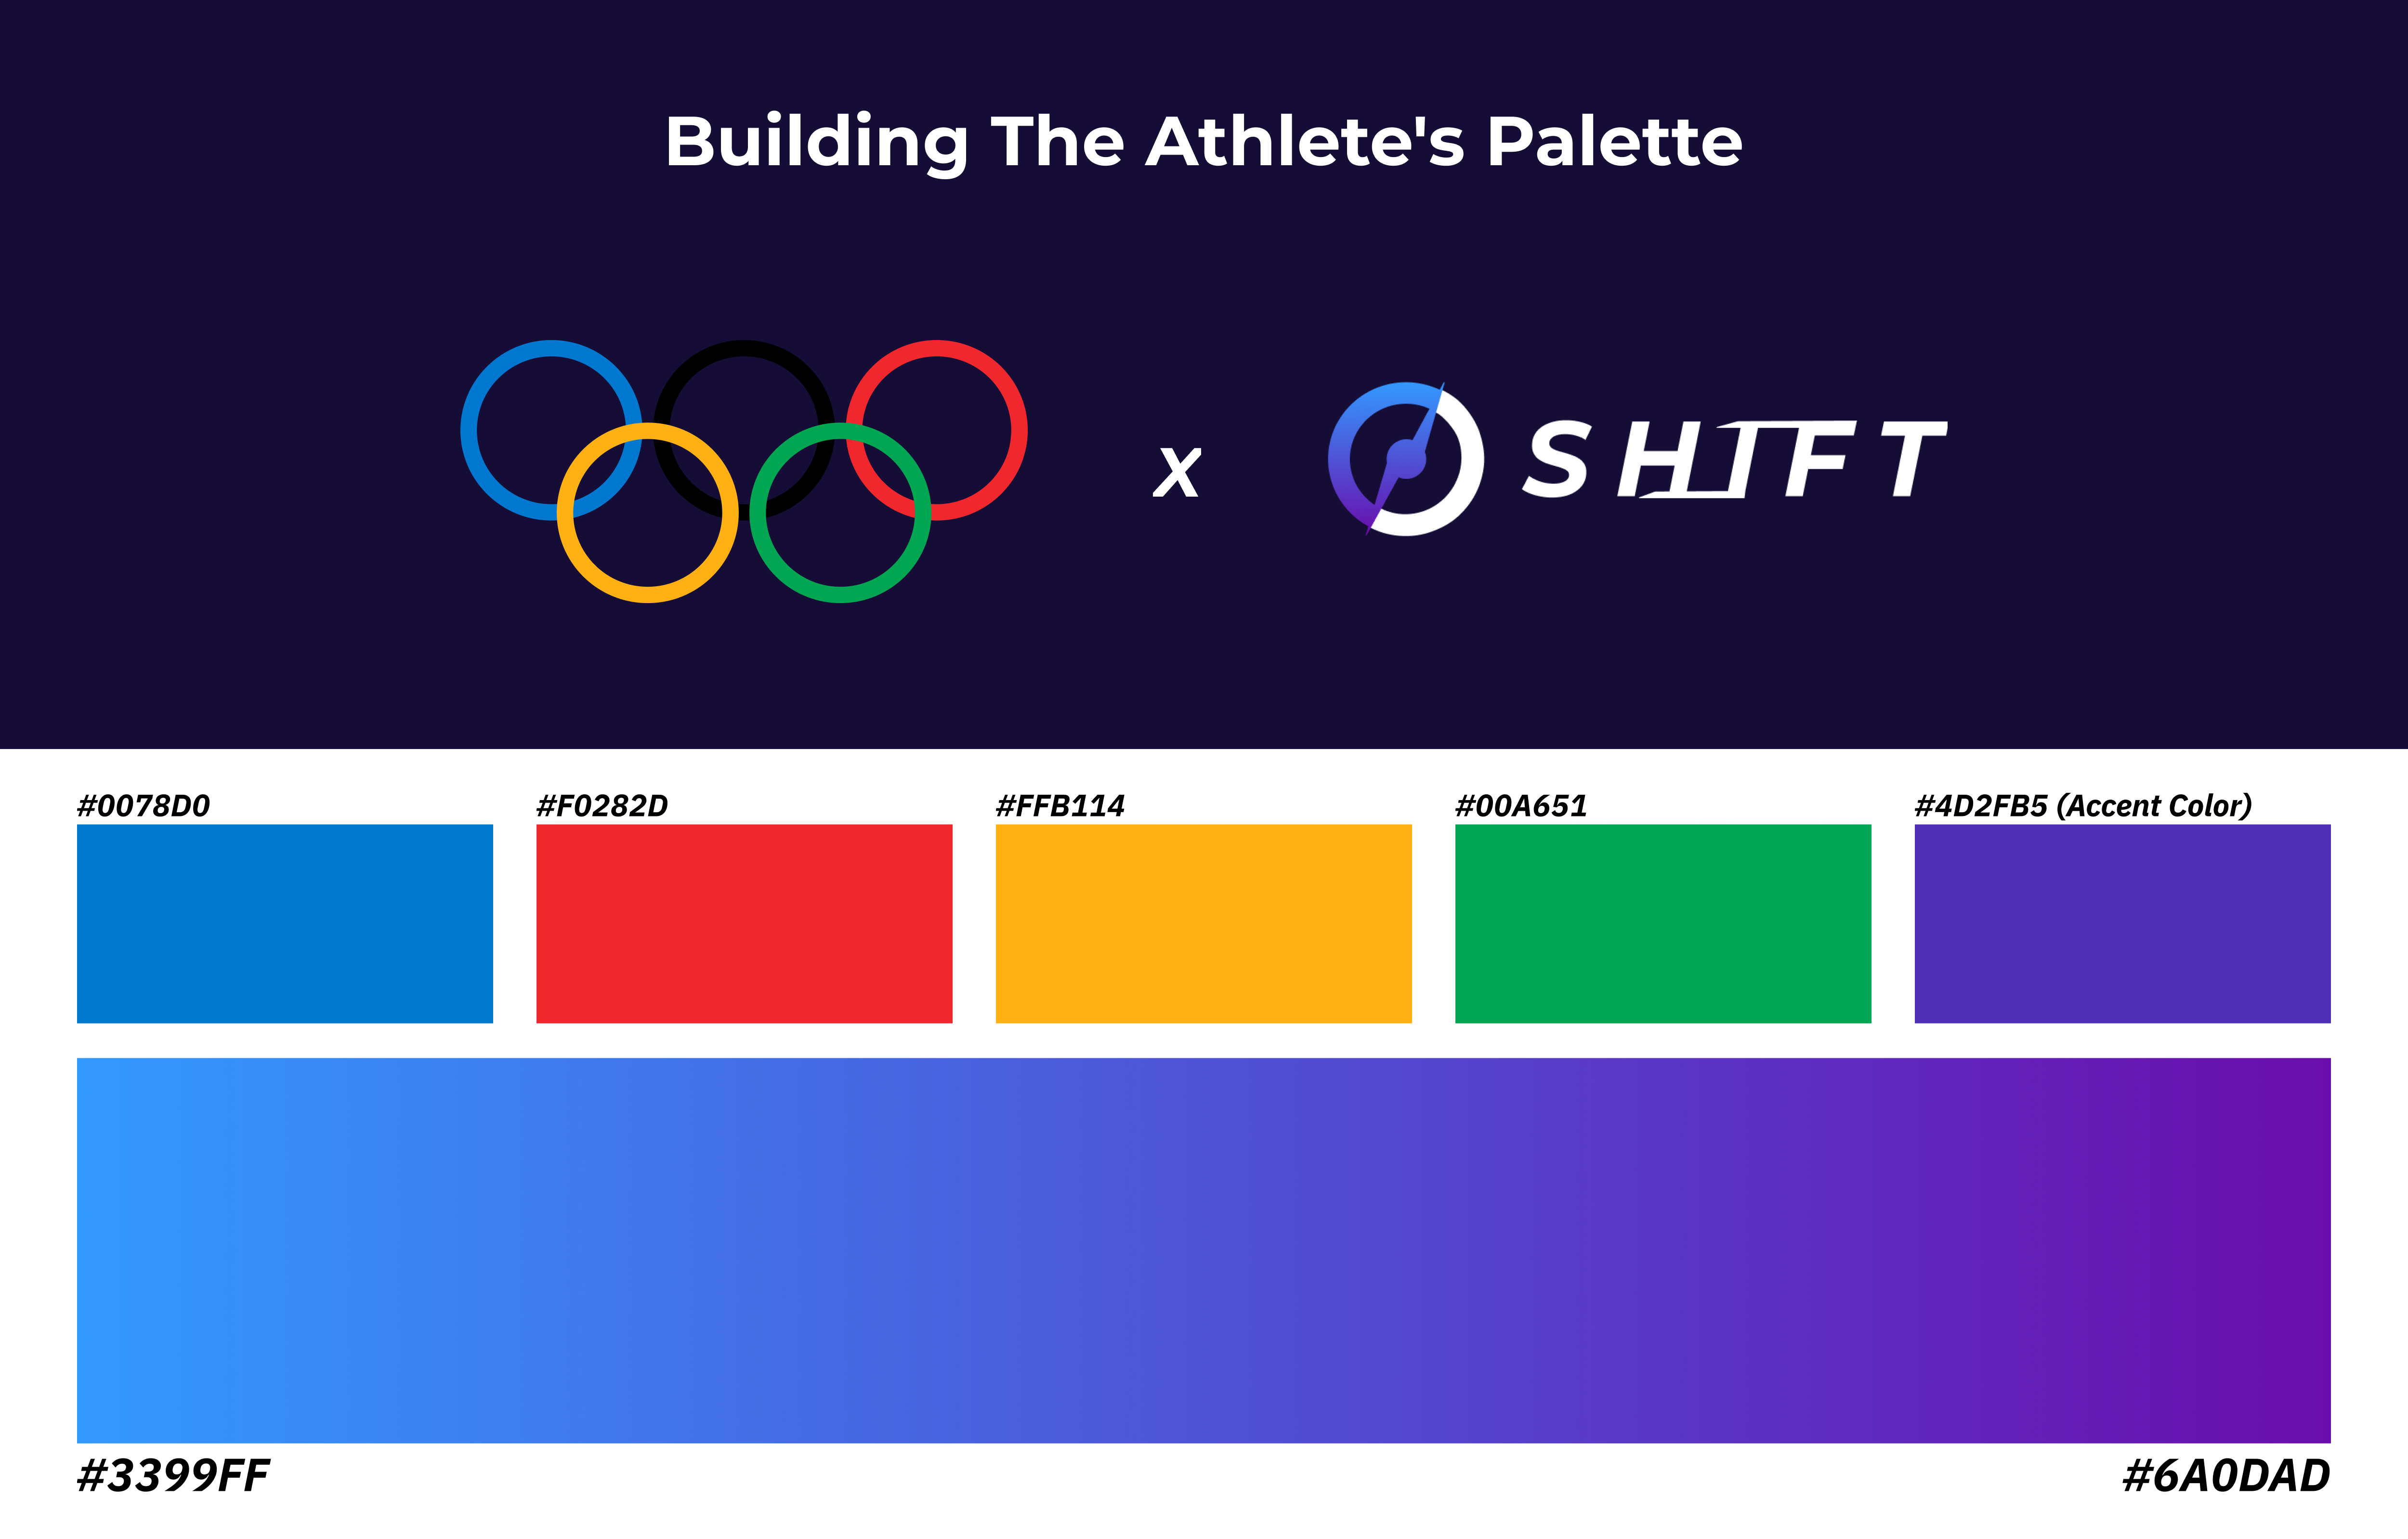 Building The Athlete's Palette
x
SHIFT
#0078D0
#F0282D
#FFB114
#00A651
#4D2FB5 (Accent Color)
#3399FF
#6A0DAD